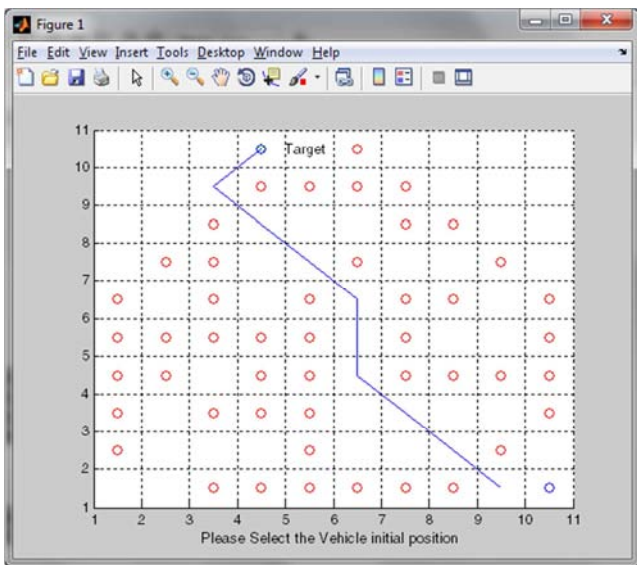 Figure 1
File Edit View Insert Tools Desktop Window Help
11
10
9
8
7
6
5
4
3
2
1
Target
1 2 3 4 5 6 7 8 9 10 11
Please Select the Vehicle initial position